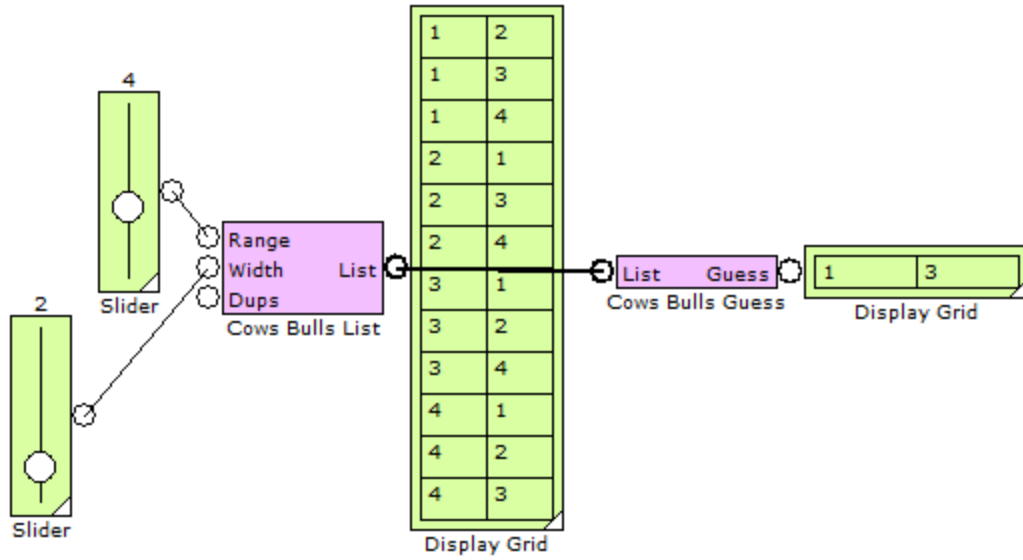 4
Slider
2
Slider
Range
Width List
Dups
Cows Bulls List
1 2
1 3
1 4
2 1
2 3
2 4
3 1
3 2
3 4
4 1
4 2
4 3
Display Grid
List Guess
Cows Bulls Guess
1 3
Display Grid